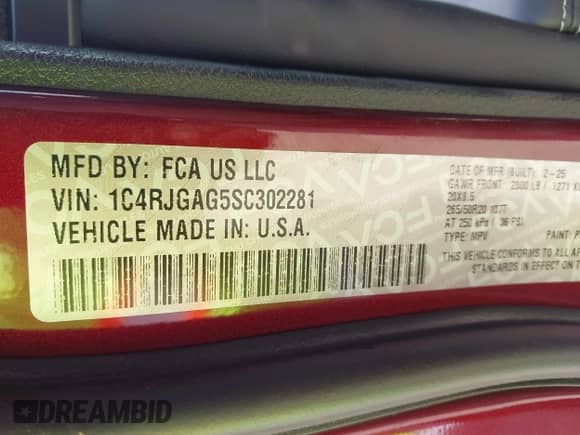 MFD BY: FCA US LLC
VIN: 1C4RJGAG5SC302281
VEHICLE MADE IN: U.S.A.
DATE OF MFR (BUILT): 2-25
GAWR FRONT: 2800 LB / 1271 K
20X8.5
265/50R20 107T
AT 250 kPa / 36 PSI
TYPE: MPV PAINT: P
THIS VEHICLE CONFORMS TO ALL AP
STANDARDS IN EFFECT ON T
DREAMBID